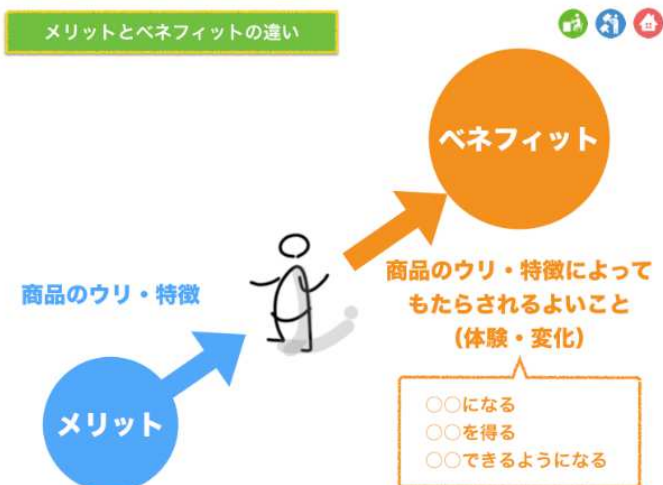 メリットとベネフィットの違い
ベネフィット
商品のウリ・特徴によって
もたらされるよいこと
（体験・変化）
○○になる
○○を得る
○○できるようになる
商品のウリ・特徴
メリット